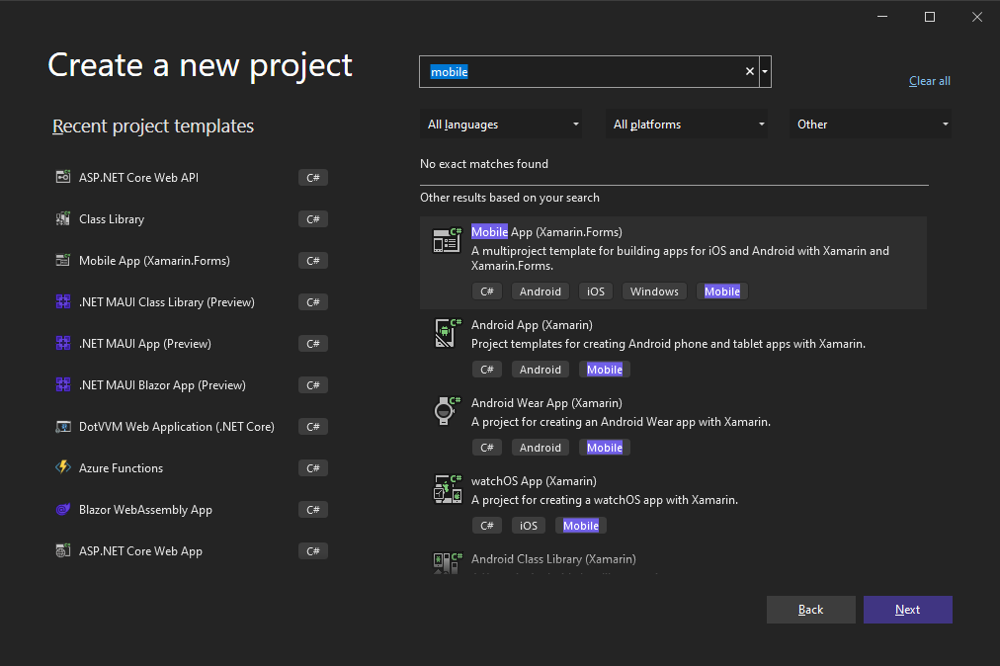 Create a new project
mobile
Clear all
Recent project templates
All languages
All platforms
Other
No exact matches found
Other results based on your search
ASP.NET Core Web API C#
Class Library C#
Mobile App (Xamarin.Forms) C#
.NET MAUI Class Library (Preview) C#
.NET MAUI App (Preview) C#
.NET MAUI Blazor App (Preview) C#
DotVVM Web Application (.NET Core) C#
Azure Functions C#
Blazor WebAssembly App C#
ASP.NET Core Web App C#
C# Mobile App (Xamarin.Forms)
A multiproject template for building apps for iOS and Android with Xamarin and
Xamarin.Forms.
C# Android iOS Windows Mobile
C# Android App (Xamarin)
Project templates for creating Android phone and tablet apps with Xamarin.
C# Android Mobile
C# Android Wear App (Xamarin)
A project for creating an Android Wear app with Xamarin.
C# Android Mobile
C# watchOS App (Xamarin)
A project for creating a watchOS app with Xamarin.
C# iOS Mobile
C# Android Class Library (Xamarin)
Back
Next